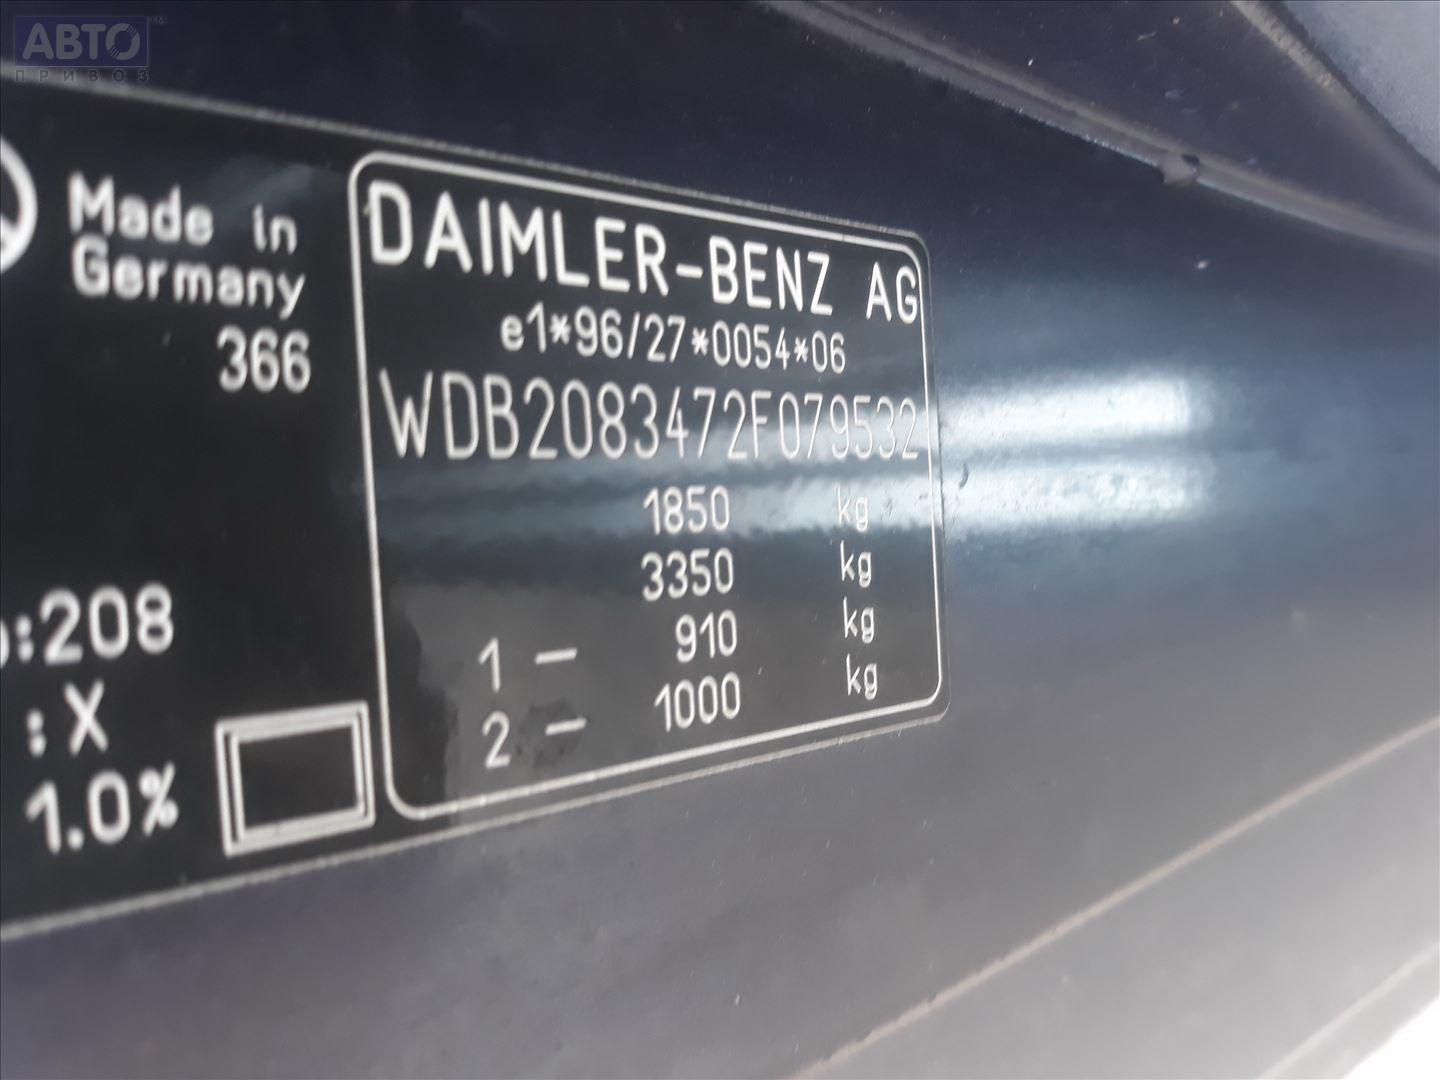 АВТО
ПРИВОЗ
Made in
Germany
366
DAIMLER-BENZ AG
e1*96/27*0054*06
WDB2083472F079532
1850 kg
3350 kg
1 — 910 kg
2 — 1000 kg
:208
:X
1.0%